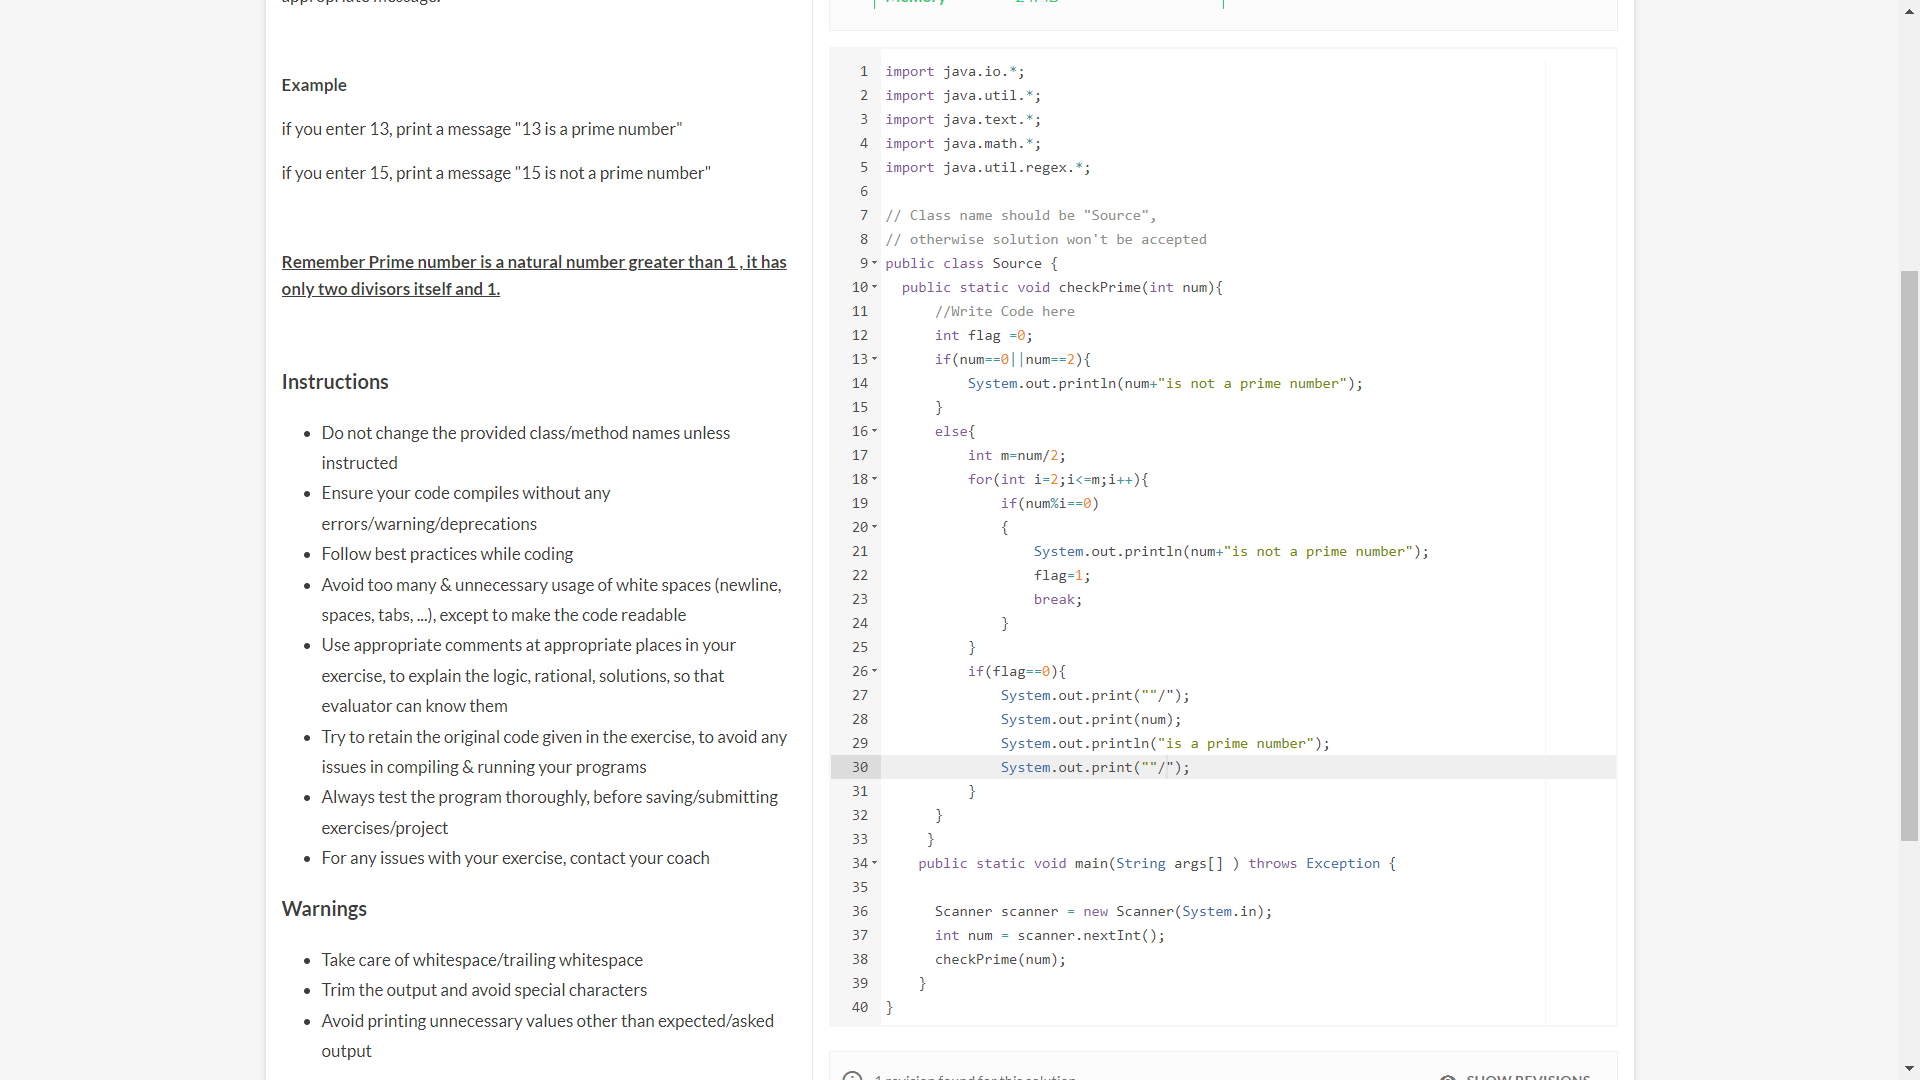 Example
if you enter 13, print a message "13 is a prime number"
if you enter 15, print a message "15 is not a prime number"
Remember Prime number is a natural number greater than 1 , it has
only two divisors itself and 1.
Instructions
• Do not change the provided class/method names unless
instructed
• Ensure your code compiles without any
errors/warning/deprecations
• Follow best practices while coding
• Avoid too many & unnecessary usage of white spaces (newline,
spaces, tabs, ...), except to make the code readable
• Use appropriate comments at appropriate places in your
exercise, to explain the logic, rational, solutions, so that
evaluator can know them
• Try to retain the original code given in the exercise, to avoid any
issues in compiling & running your programs
• Always test the program thoroughly, before saving/submitting
exercises/project
• For any issues with your exercise, contact your coach
Warnings
• Take care of whitespace/trailing whitespace
• Trim the output and avoid special characters
• Avoid printing unnecessary values other than expected/asked
output
1 import java.io.*;
2 import java.util.*;
3 import java.text.*;
4 import java.math.*;
5 import java.util.regex.*;
6
7 // Class name should be "Source",
8 // otherwise solution won't be accepted
9 public class Source {
10 public static void checkPrime(int num){
11 //Write Code here
12 int flag =0;
13 if(num==0||num==2){
14 System.out.println(num+"is not a prime number");
15 }
16 else{
17 int m=num/2;
18 for(int i=2;i<=m;i++){
19 if(num%i==0)
20 {
21 System.out.println(num+"is not a prime number");
22 flag=1;
23 break;
24 }
25 }
26 if(flag==0){
27 System.out.print(""/");
28 System.out.print(num);
29 System.out.println("is a prime number");
30 System.out.print(""/");
31 }
32 }
33 }
34 public static void main(String args[] ) throws Exception {
35
36 Scanner scanner = new Scanner(System.in);
37 int num = scanner.nextInt();
38 checkPrime(num);
39 }
40 }